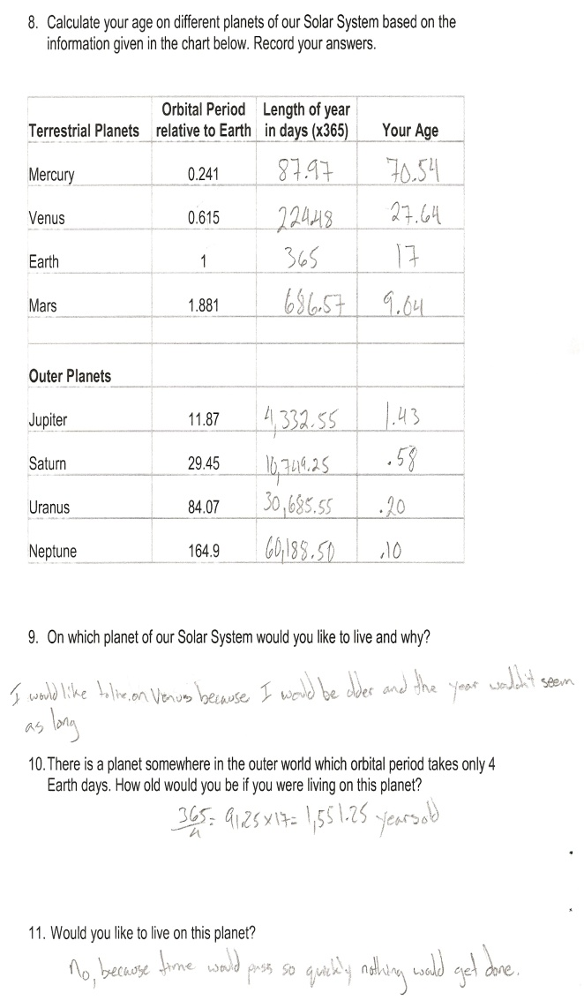 8. Calculate your age on different planets of our Solar System based on the
information given in the chart below. Record your answers.
Orbital Period Length of year
Terrestrial Planets relative to Earth in days (x365) Your Age
Mercury 0.241 87.97 70.54
Venus 0.615 224.48 27.64
Earth 1 365 17
Mars 1.881 686.57 9.04
Outer Planets
Jupiter 11.87 4,332.55 1.43
Saturn 29.45 10,749.25 .58
Uranus 84.07 30,685.55 .20
Neptune 164.9 60,188.50 .10
9. On which planet of our Solar System would you like to live and why?
I would like to live on Venus because I would be older and the year wouldn't seem
as long
10. There is a planet somewhere in the outer world which orbital period takes only 4
Earth days. How old would you be if you were living on this planet?
365/4 = 91.25 x 17 = 1,551.25 years old
11. Would you like to live on this planet?
No, because time would pass so quickly nothing would get done.